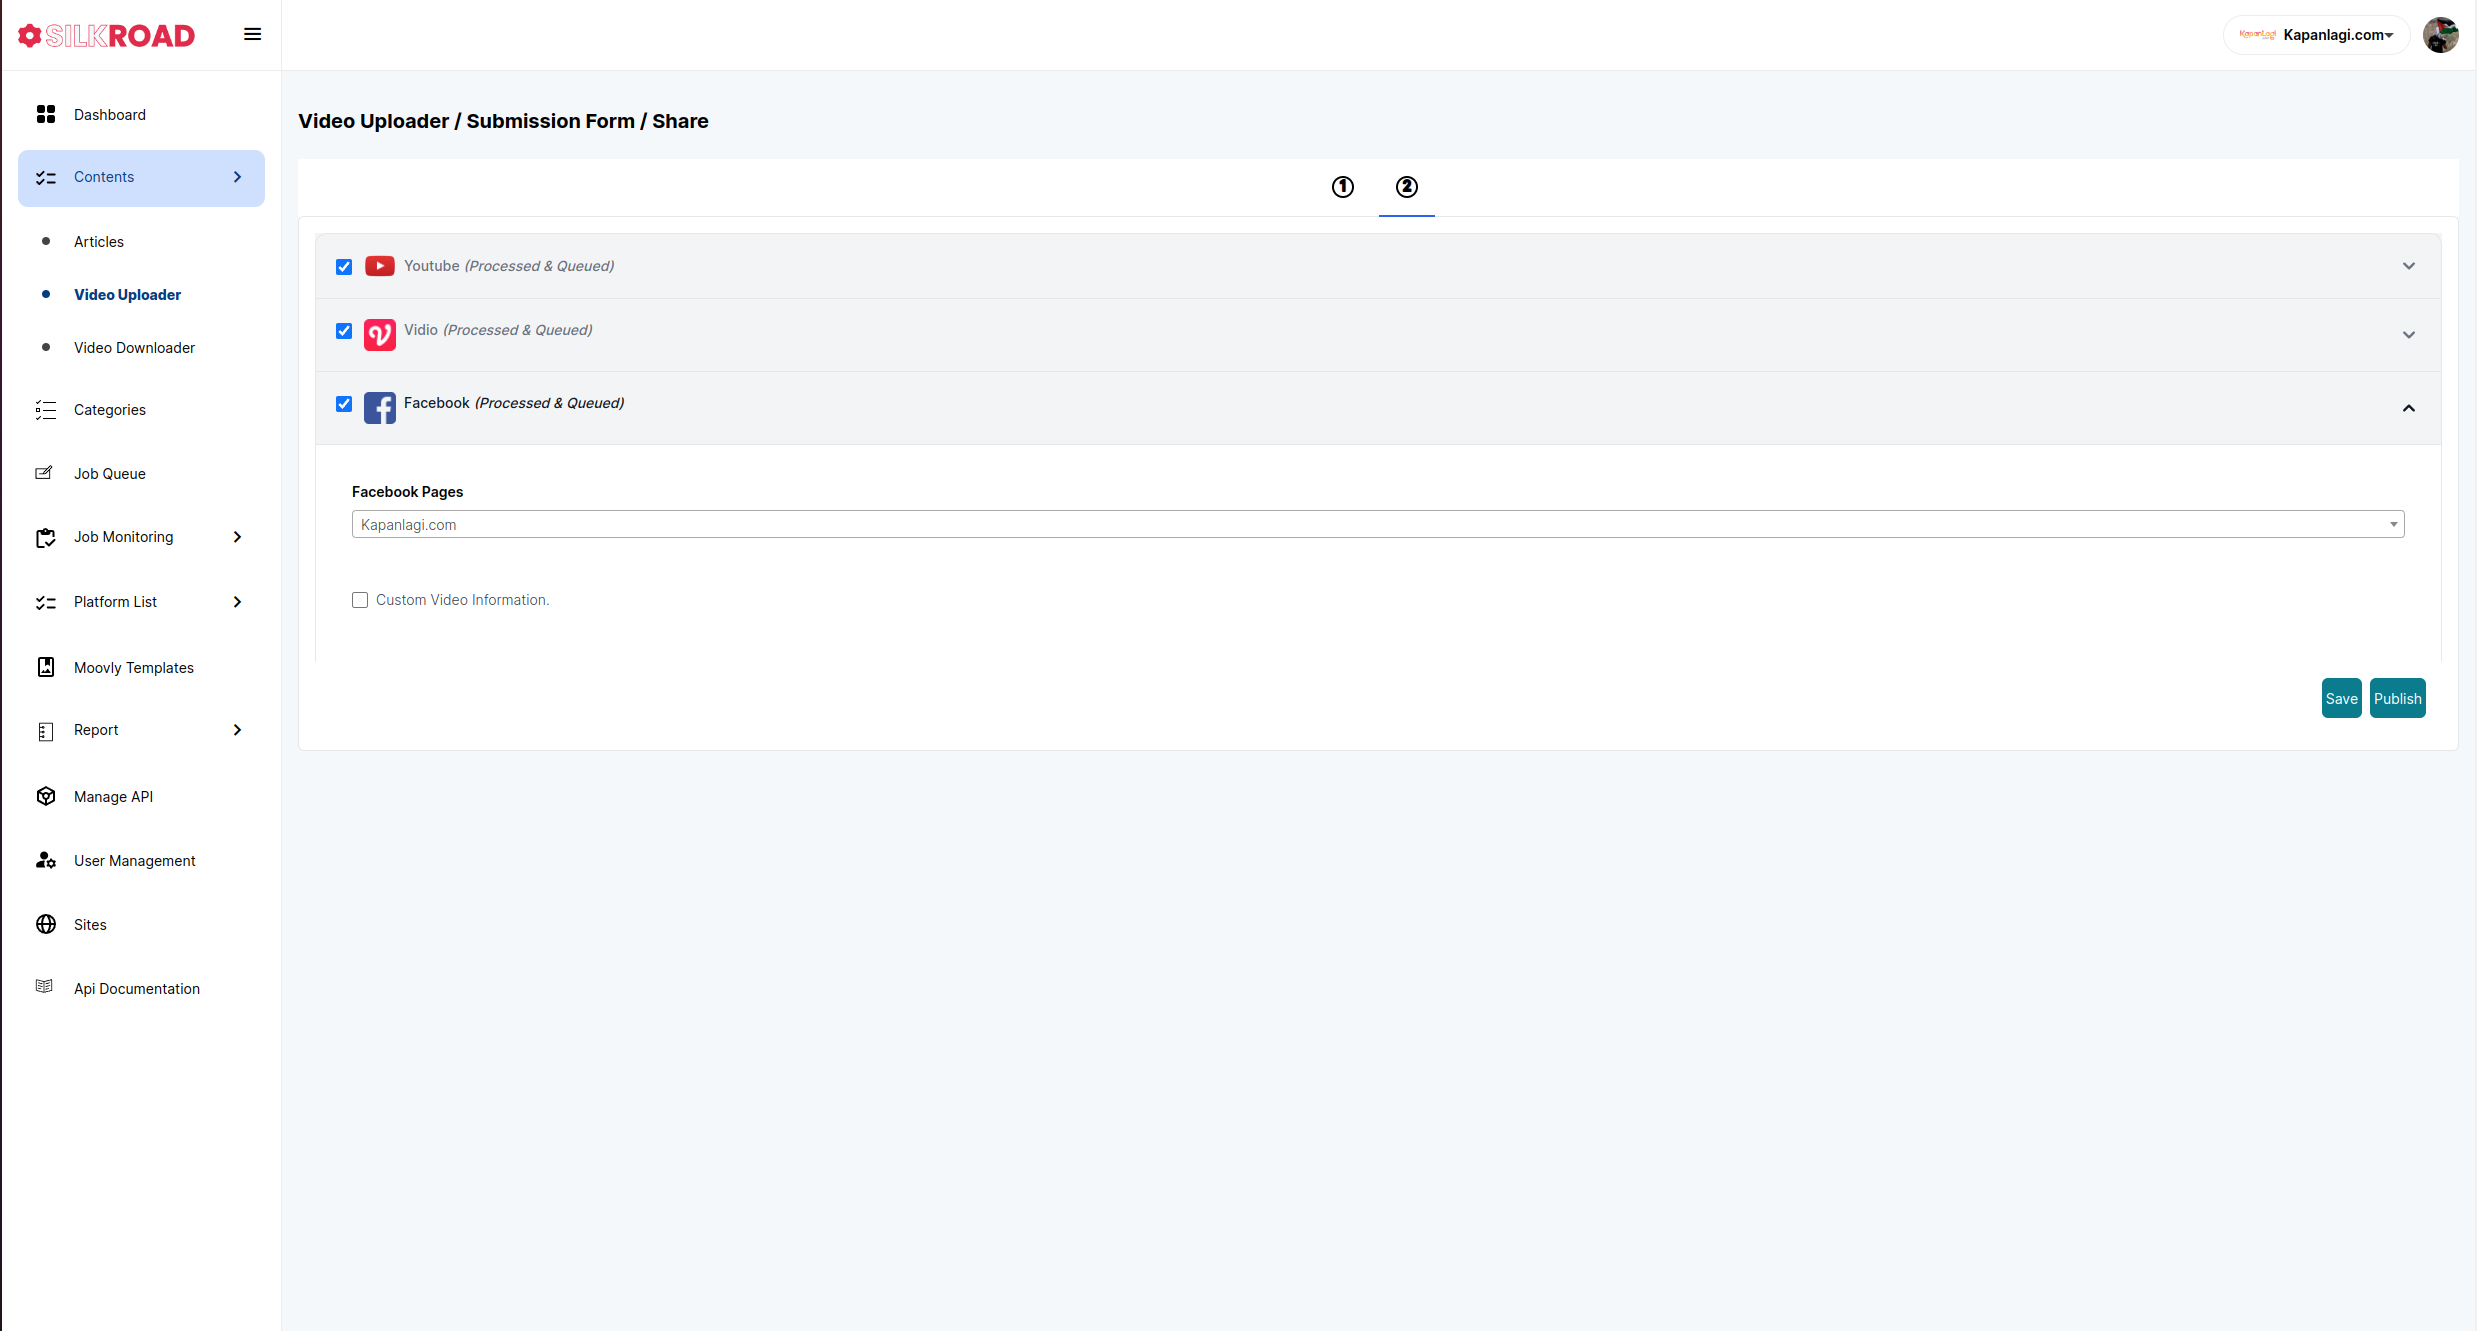 SILKROAD
KapanLagi Kapanlagi.com
Dashboard
Contents
Articles
Video Uploader
Video Downloader
Categories
Job Queue
Job Monitoring
Platform List
Moovly Templates
Report
Manage API
User Management
Sites
Api Documentation
Video Uploader / Submission Form / Share
① ②
Youtube (Processed & Queued)
Vidio (Processed & Queued)
Facebook (Processed & Queued)
Facebook Pages
Kapanlagi.com
Custom Video Information.
Save Publish